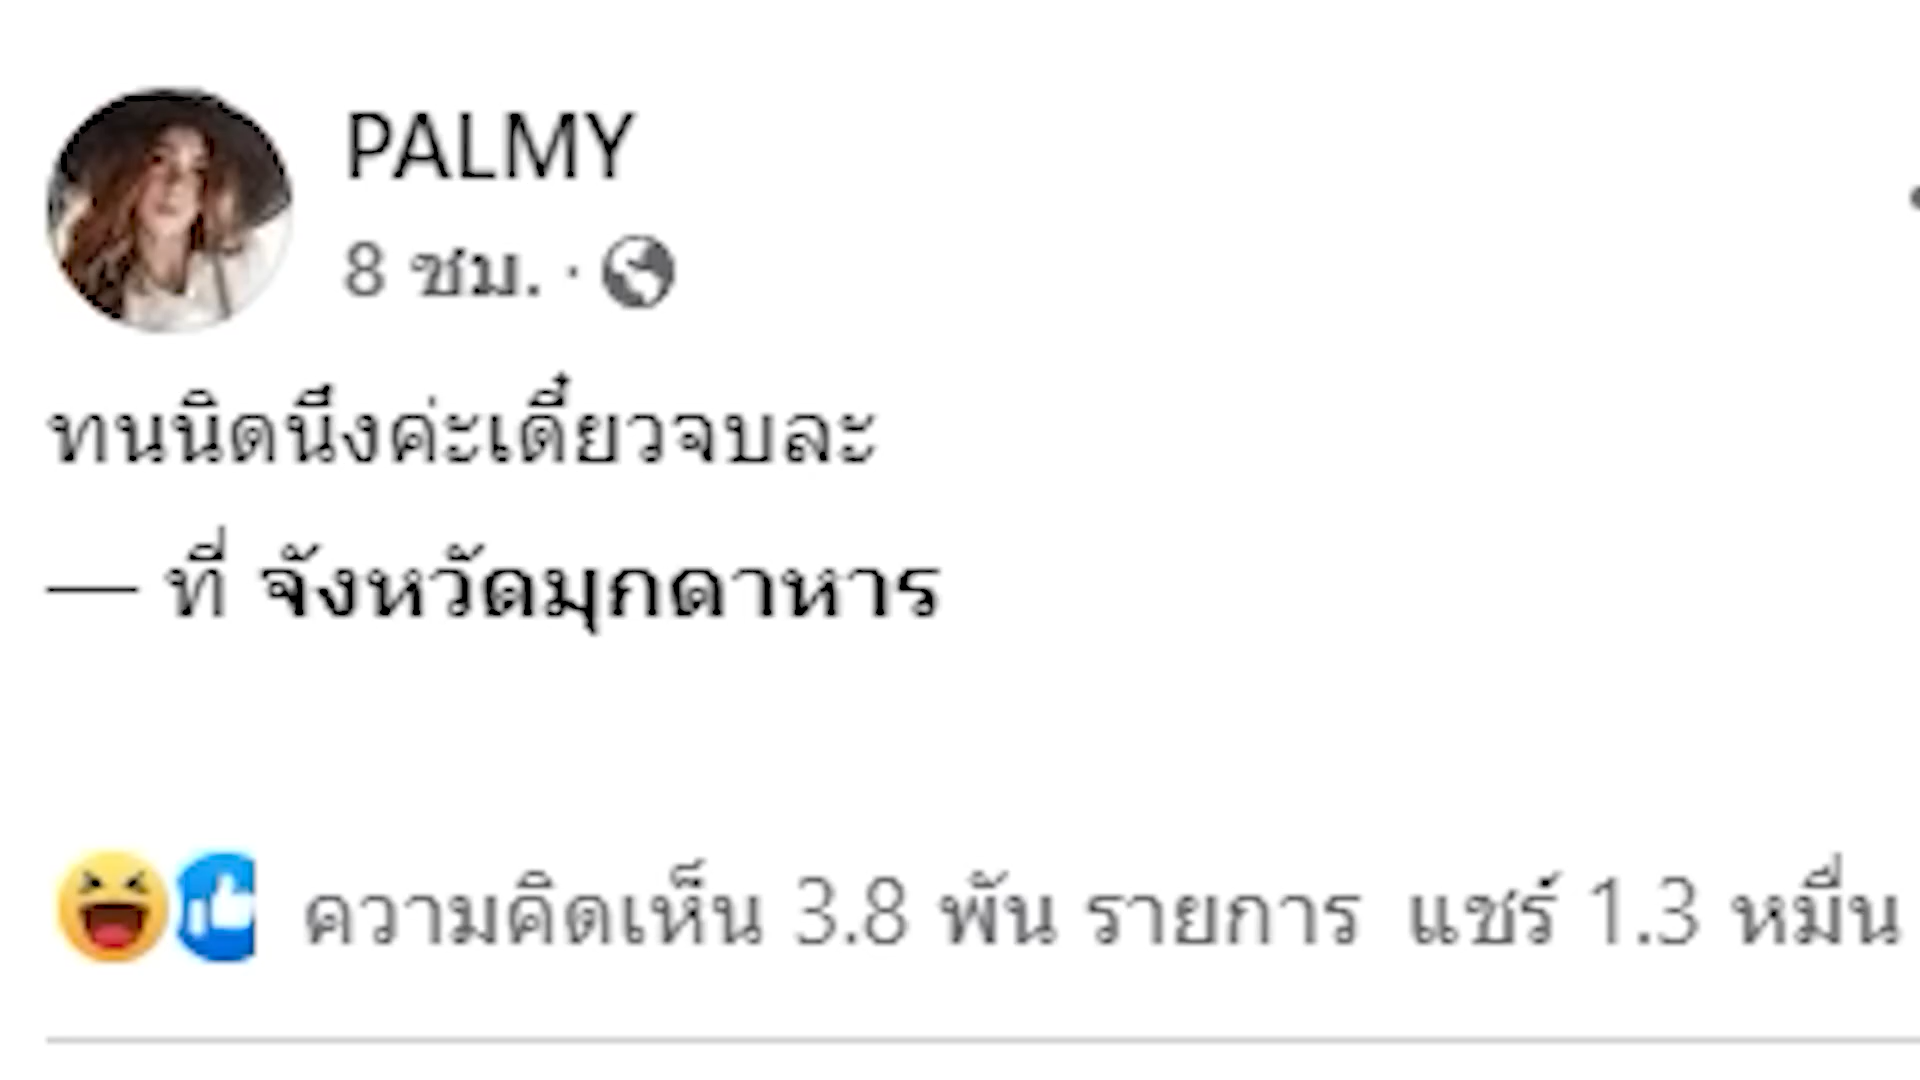 PALMY
8 ชม. ·
ทนนิดนึงค่ะเดี๋ยวจบละ
— ที่ จังหวัดมุกดาหาร
ความคิดเห็น 3.8 พัน รายการ แชร์ 1.3 หมื่น